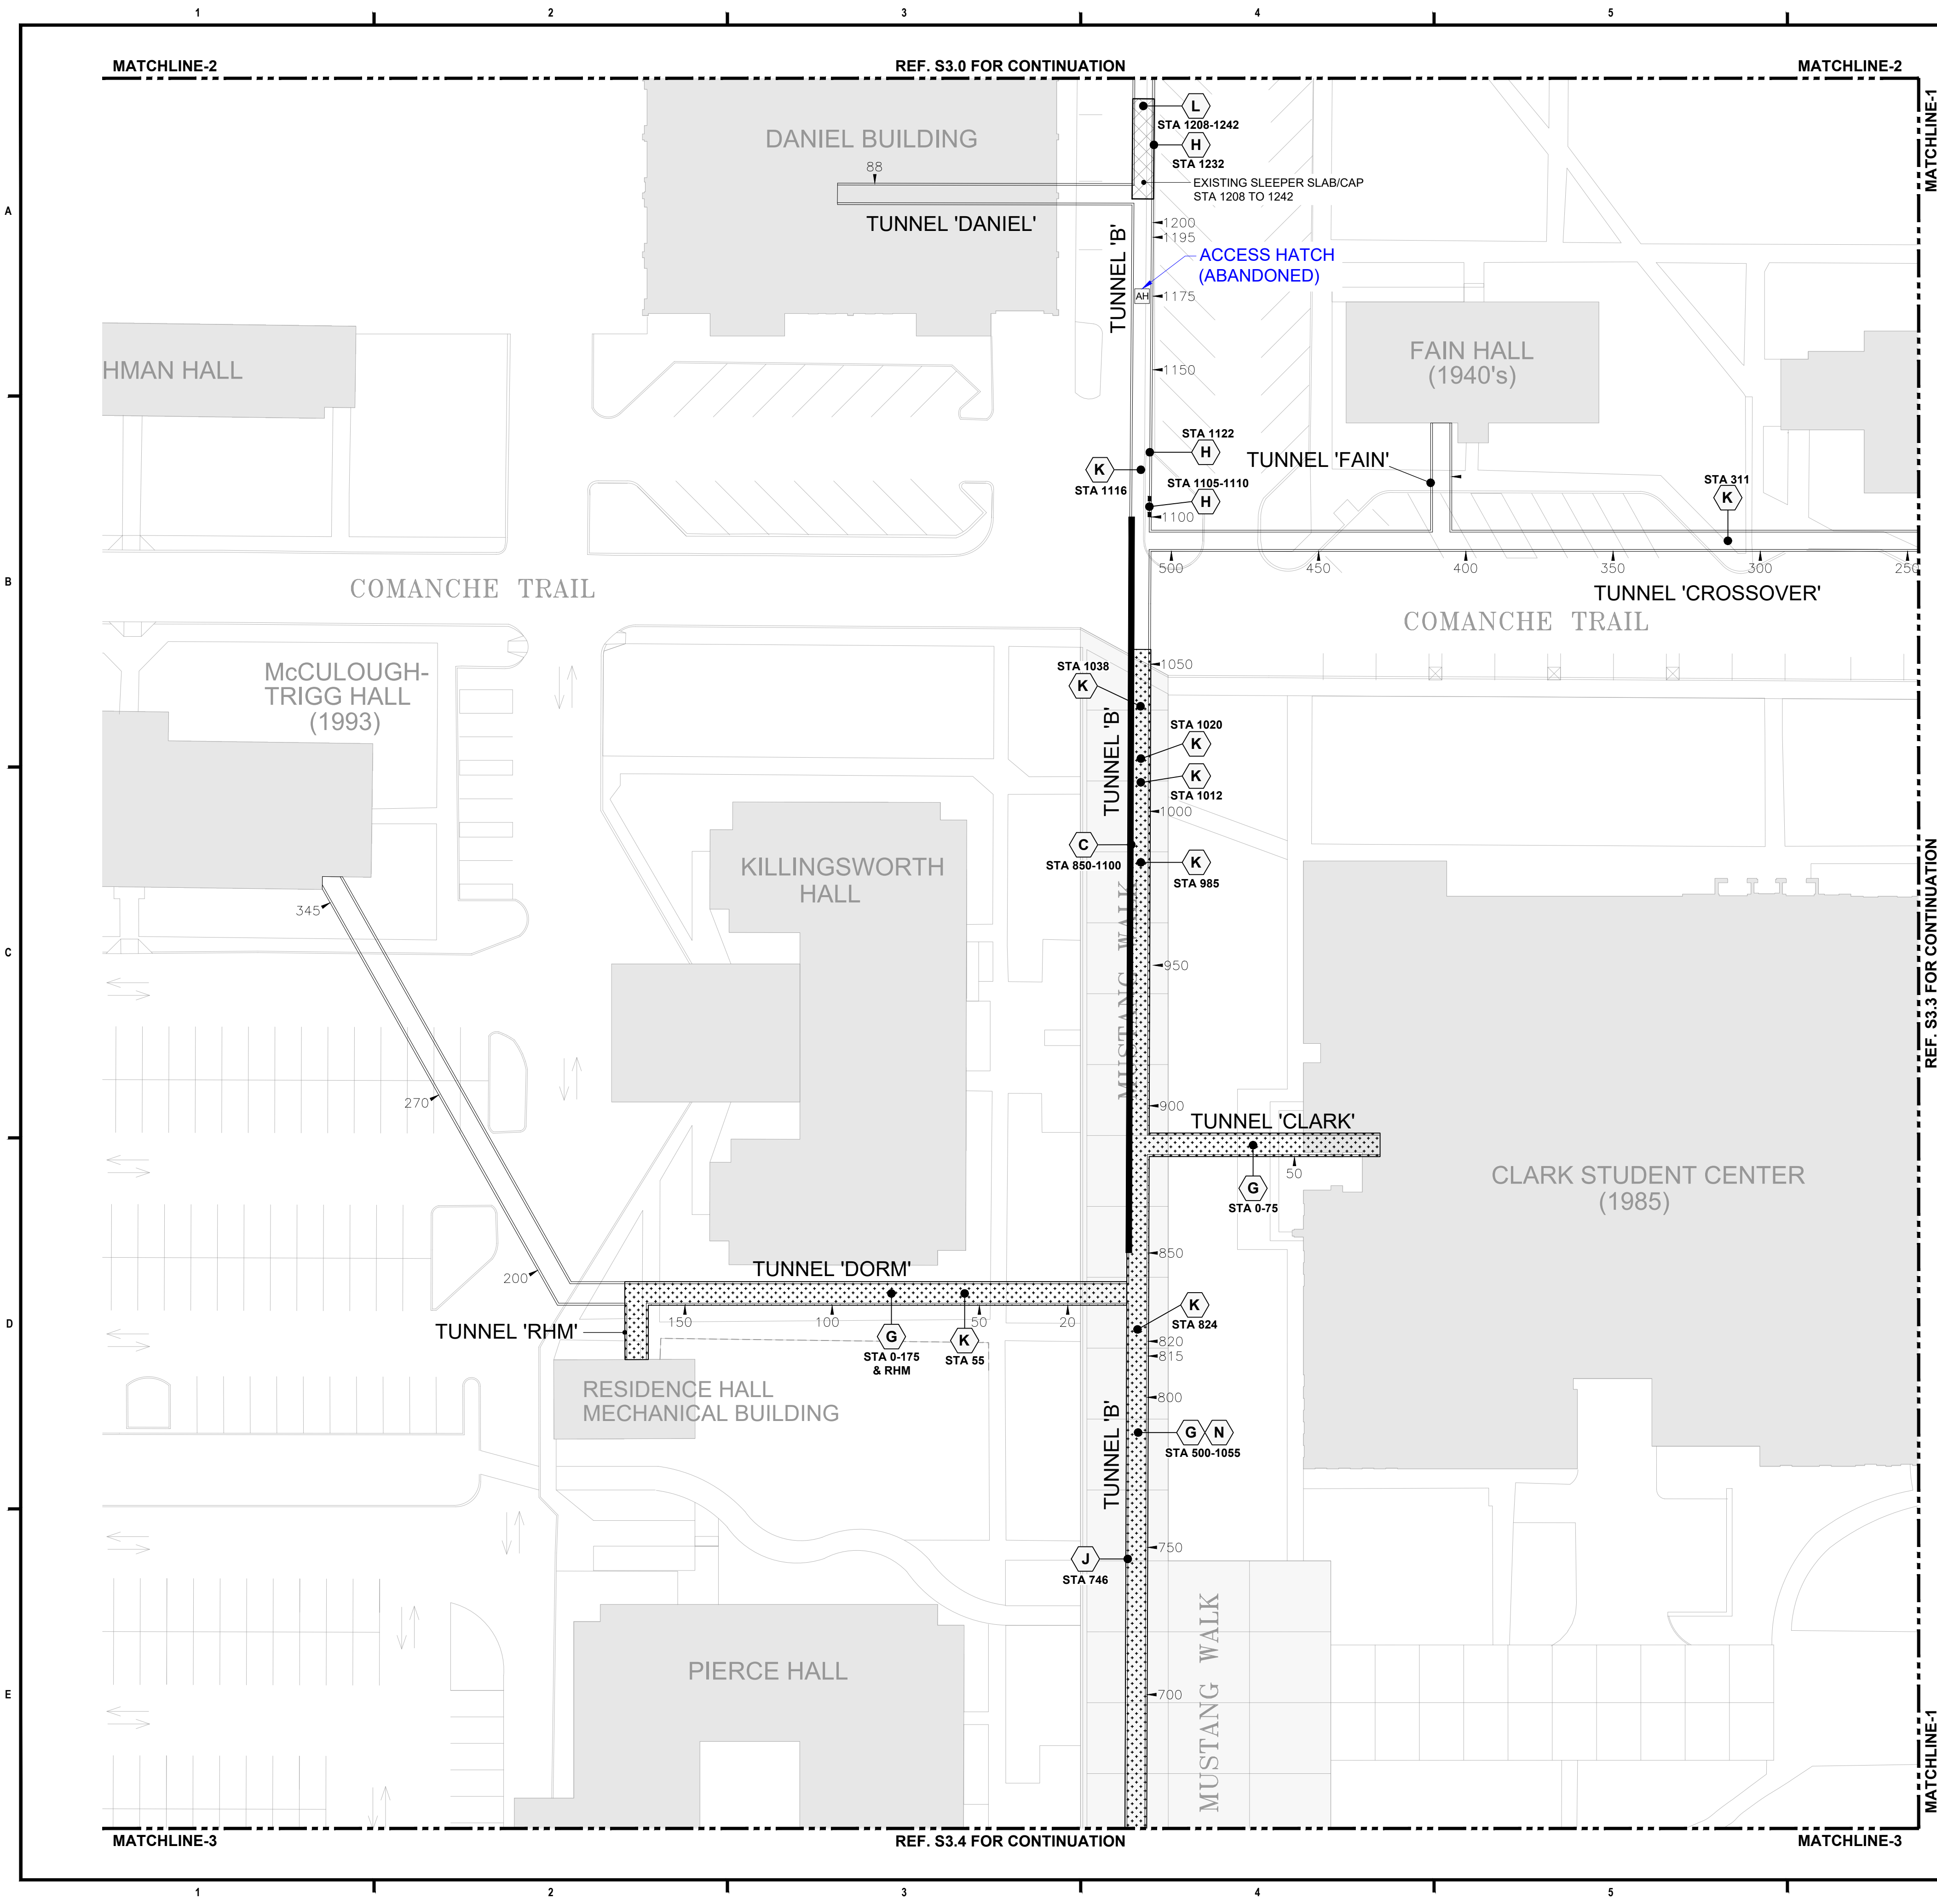 1
2
3
4
5
MATCHLINE-2
REF. S3.0 FOR CONTINUATION
MATCHLINE-2
MATCHLINE-1
DANIEL BUILDING
88
TUNNEL 'DANIEL'
L
STA 1208-1242
H
STA 1232
EXISTING SLEEPER SLAB/CAP
STA 1208 TO 1242
A
1200
1195
TUNNEL 'B'
ACCESS HATCH
(ABANDONED)
AH
1175
1150
HMAN HALL
FAIN HALL
(1940's)
STA 1122
H
K
STA 1116
STA 1105-1110
H
1100
TUNNEL 'FAIN'
STA 311
K
500
450
400
350
300
250
B
TUNNEL 'CROSSOVER'
COMANCHE TRAIL
COMANCHE TRAIL
McCULOUGH-
TRIGG HALL
(1993)
STA 1038
K
1050
TUNNEL 'B'
STA 1020
K
K
STA 1012
1000
C
STA 850-1100
K
STA 985
KILLINGSWORTH
HALL
MUSTANG WALK
345
C
950
REF. S3.3 FOR CONTINUATION
270
900
TUNNEL 'CLARK'
50
G
STA 0-75
CLARK STUDENT CENTER
(1985)
850
200
TUNNEL 'DORM'
150
100
50
20
D
TUNNEL 'RHM'
G
STA 0-175
& RHM
K
STA 55
K
STA 824
820
815
800
RESIDENCE HALL
MECHANICAL BUILDING
TUNNEL 'B'
G
N
STA 500-1055
750
J
STA 746
MUSTANG WALK
PIERCE HALL
E
700
MATCHLINE-1
MATCHLINE-3
REF. S3.4 FOR CONTINUATION
MATCHLINE-3
1
2
3
4
5